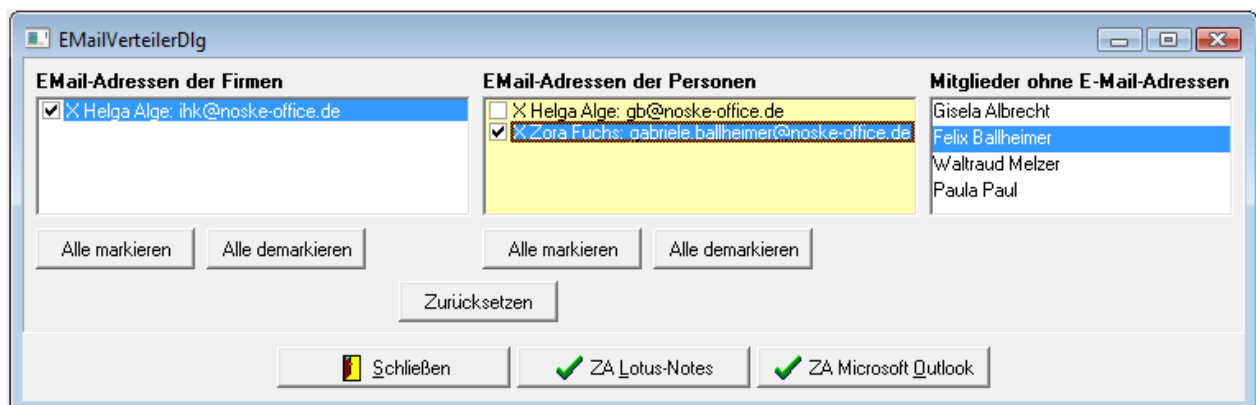 EMailVerteilerDlg
EMail-Adressen der Firmen
X Helga Alge: ihk@noske-office.de
EMail-Adressen der Personen
X Helga Alge: gb@noske-office.de
X Zora Fuchs: gabriele.ballheimer@noske-office.de
Mitglieder ohne E-Mail-Adressen
Gisela Albrecht
Felix Ballheimer
Waltraud Melzer
Paula Paul
Alle markieren
Alle demarkieren
Alle markieren
Alle demarkieren
Zurücksetzen
Schließen
ZA Lotus-Notes
ZA Microsoft Outlook